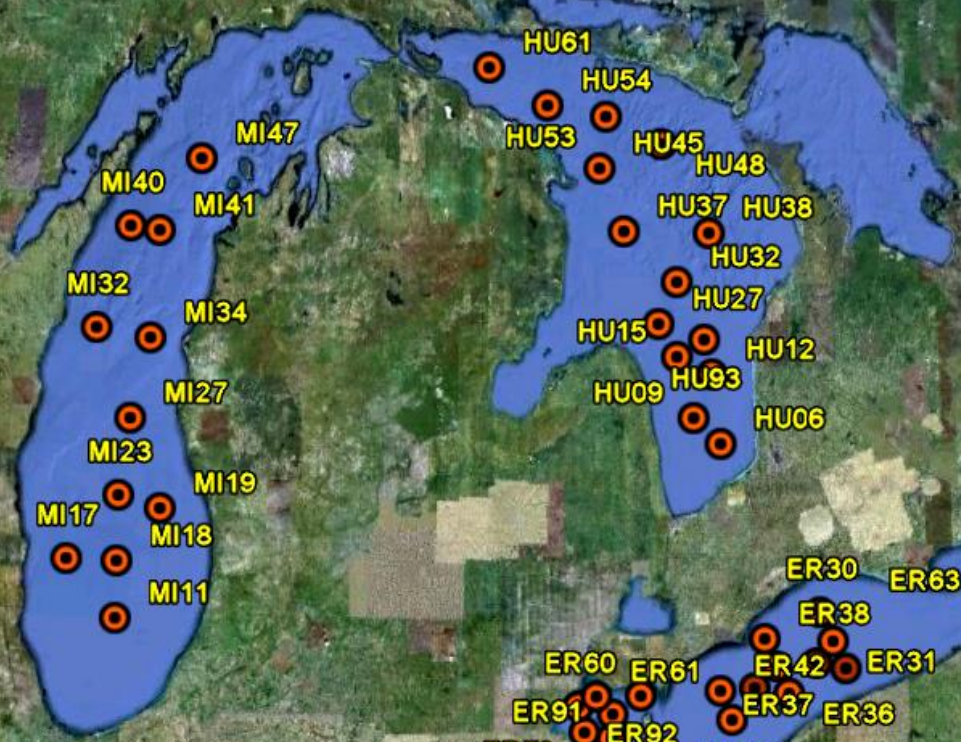 HU61
HU54
HU53
MI47
HU45
HU48
MI40
MI41
HU37
HU38
HU32
MI32
HU27
MI34
HU15
HU12
HU93
HU09
MI27
HU06
MI23
MI19
MI17
MI18
MI11
ER30
ER63
ER38
ER60
ER61
ER42
ER31
ER91
ER37
ER36
ER92